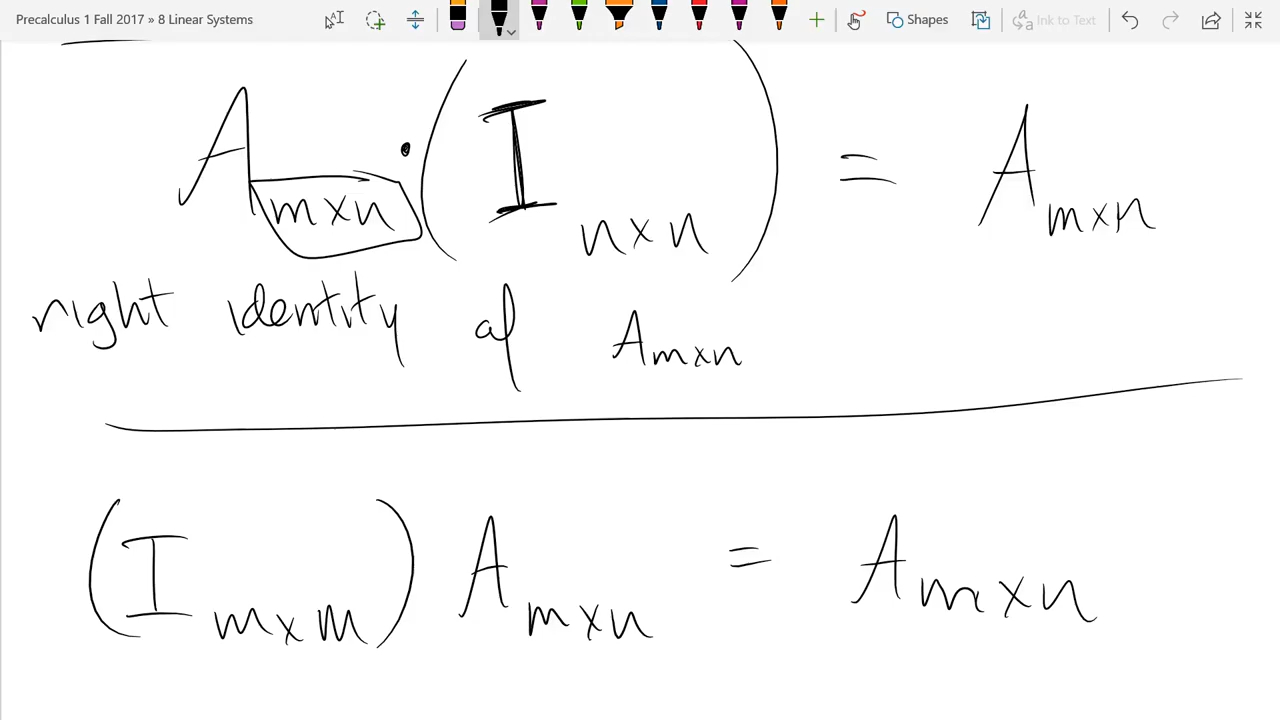 Precalculus 1 Fall 2017 » 8 Linear Systems Shapes Ink to Text
A m×n · ( I n×n ) = A m×n
right identity of A m×n
( I m×m ) A m×n = A m×n